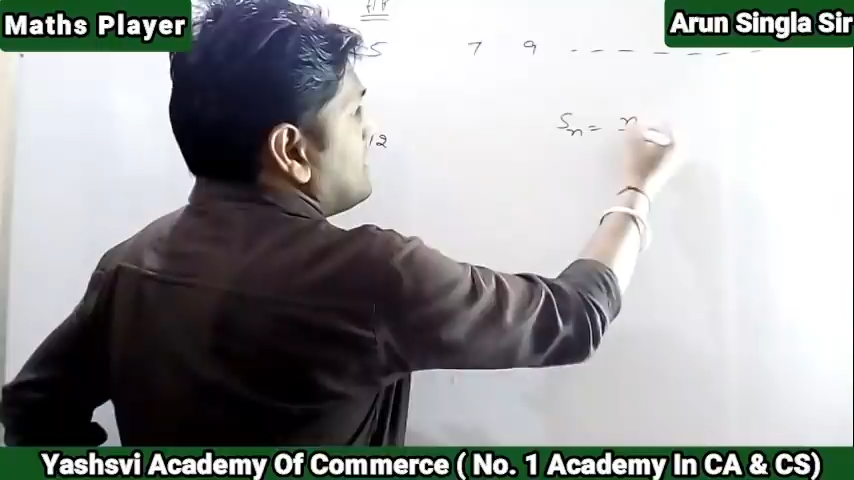 Maths Player
Arun Singla Sir
5 7 9 - - - - - - -
Sn = n
12
Yashsvi Academy Of Commerce ( No. 1 Academy In CA & CS)